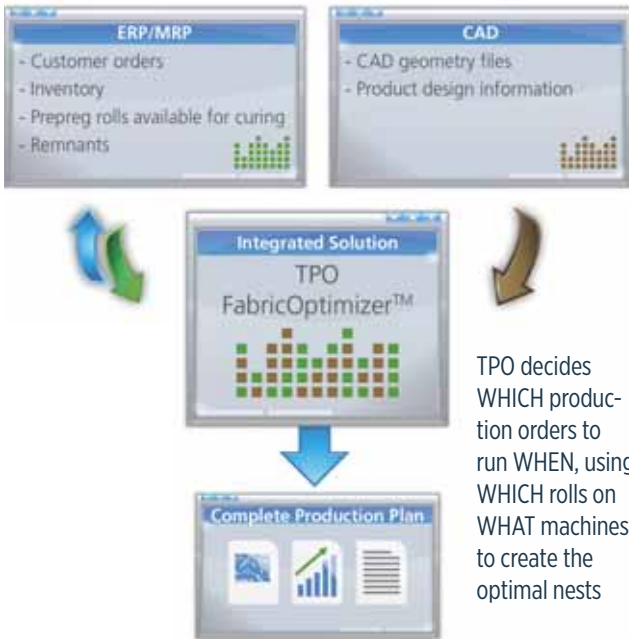 ERP/MRP
- Customer orders
- Inventory
- Prepreg rolls available for curing
- Remnants
CAD
- CAD geometry files
- Product design information
Integrated Solution
TPO
FabricOptimizer™
TPO decides
WHICH produc-
tion orders to
run WHEN, using
WHICH rolls on
WHAT machines
to create the
optimal nests
Complete Production Plan